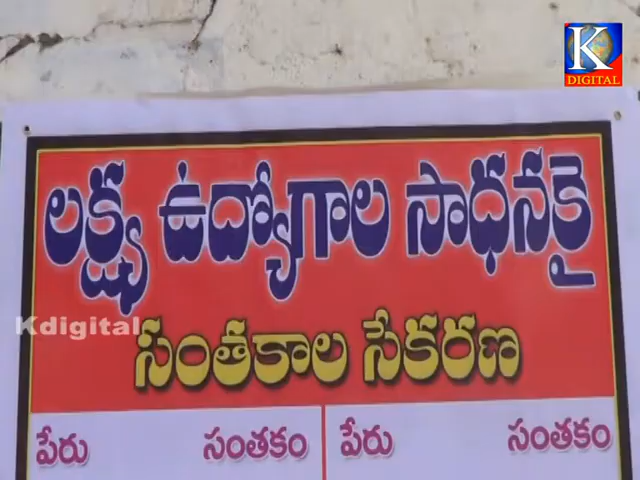 K
DIGITAL
లక్ష్య ఉద్యోగాల సాధనకై
Kdigital
సంతకాల సేకరణ
పేరు సంతకం పేరు సంతకం